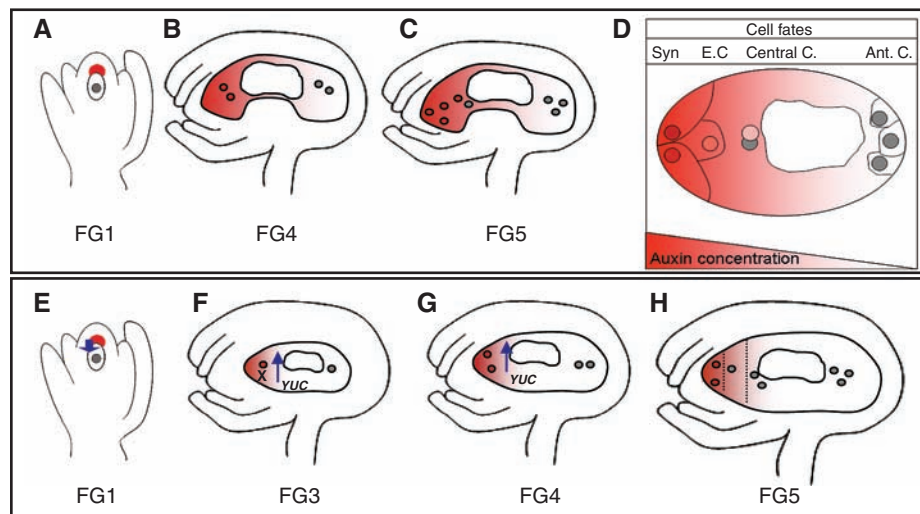 A
B
C
D
Cell fates
Syn E.C Central C. Ant. C.
FG1
FG4
FG5
Auxin concentration
E
F
G
H
X
YUC
YUC
FG1
FG3
FG4
FG5